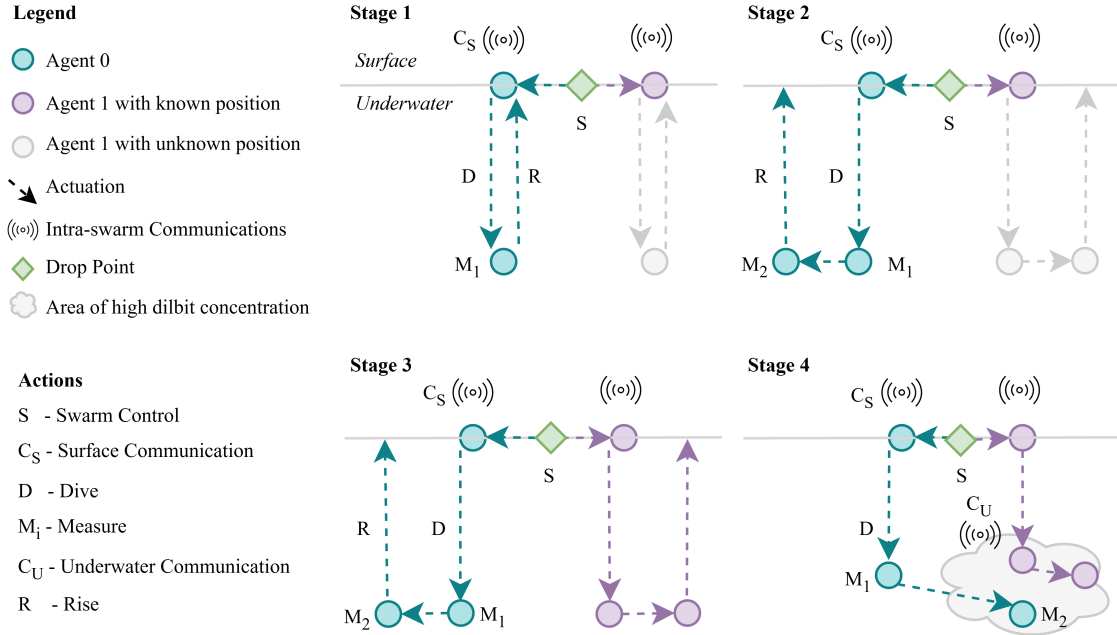 Legend
Agent 0
Agent 1 with known position
Agent 1 with unknown position
Actuation
Intra-swarm Communications
Drop Point
Area of high dilbit concentration
Actions
S - Swarm Control
C_S - Surface Communication
D - Dive
M_i - Measure
C_U - Underwater Communication
R - Rise
Stage 1
C_S
Surface
Underwater
S
D
R
M_1
Stage 2
C_S
S
R
D
M_2
M_1
Stage 3
C_S
S
R
D
M_2
M_1
Stage 4
C_S
S
C_U
D
M_1
M_2